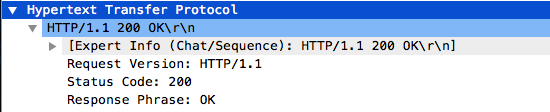 Hypertext Transfer Protocol
HTTP/1.1 200 OK\r\n
[Expert Info (Chat/Sequence): HTTP/1.1 200 OK\r\n]
Request Version: HTTP/1.1
Status Code: 200
Response Phrase: OK